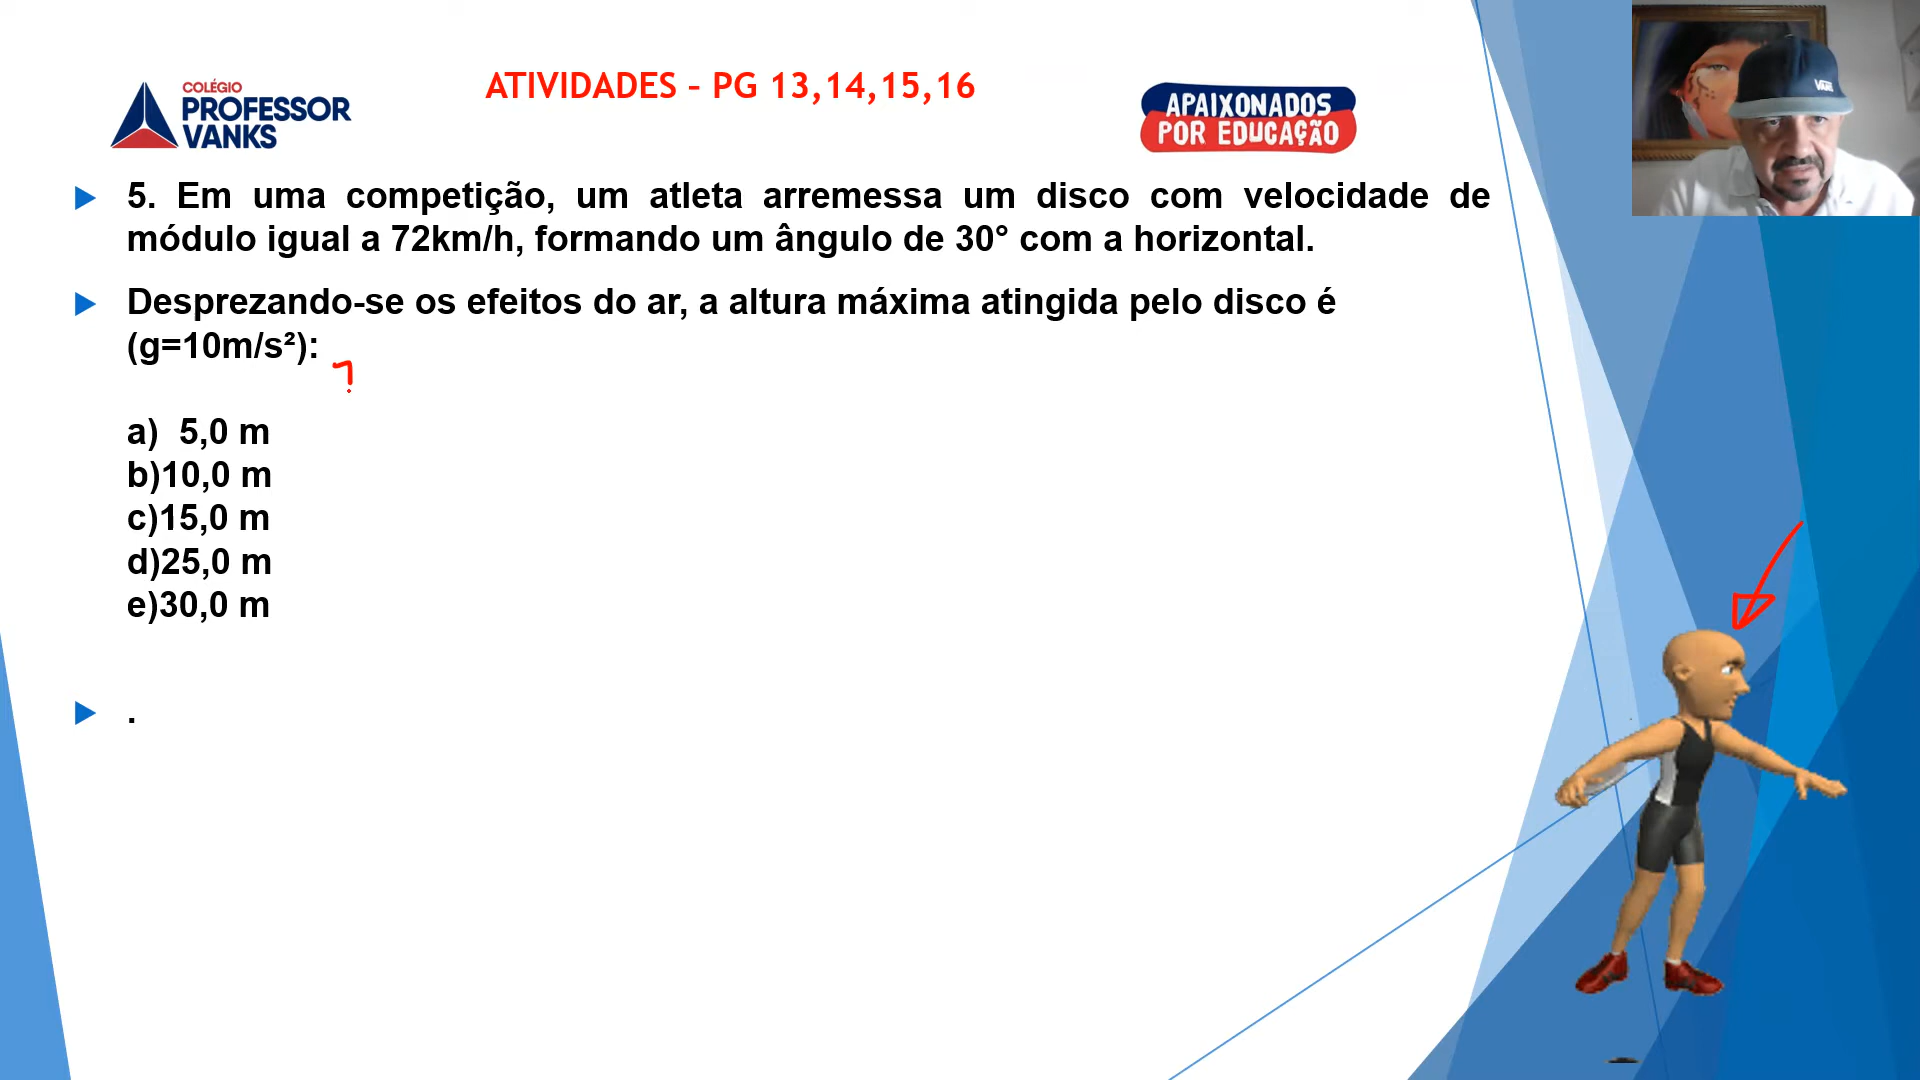 COLÉGIO
PROFESSOR
VANKS
ATIVIDADES – PG 13,14,15,16
APAIXONADOS
POR EDUCAÇÃO
VANS
5. Em uma competição, um atleta arremessa um disco com velocidade de
módulo igual a 72km/h, formando um ângulo de 30° com a horizontal.
Desprezando-se os efeitos do ar, a altura máxima atingida pelo disco é
(g=10m/s²):
?
a) 5,0 m
b)10,0 m
c)15,0 m
d)25,0 m
e)30,0 m
.